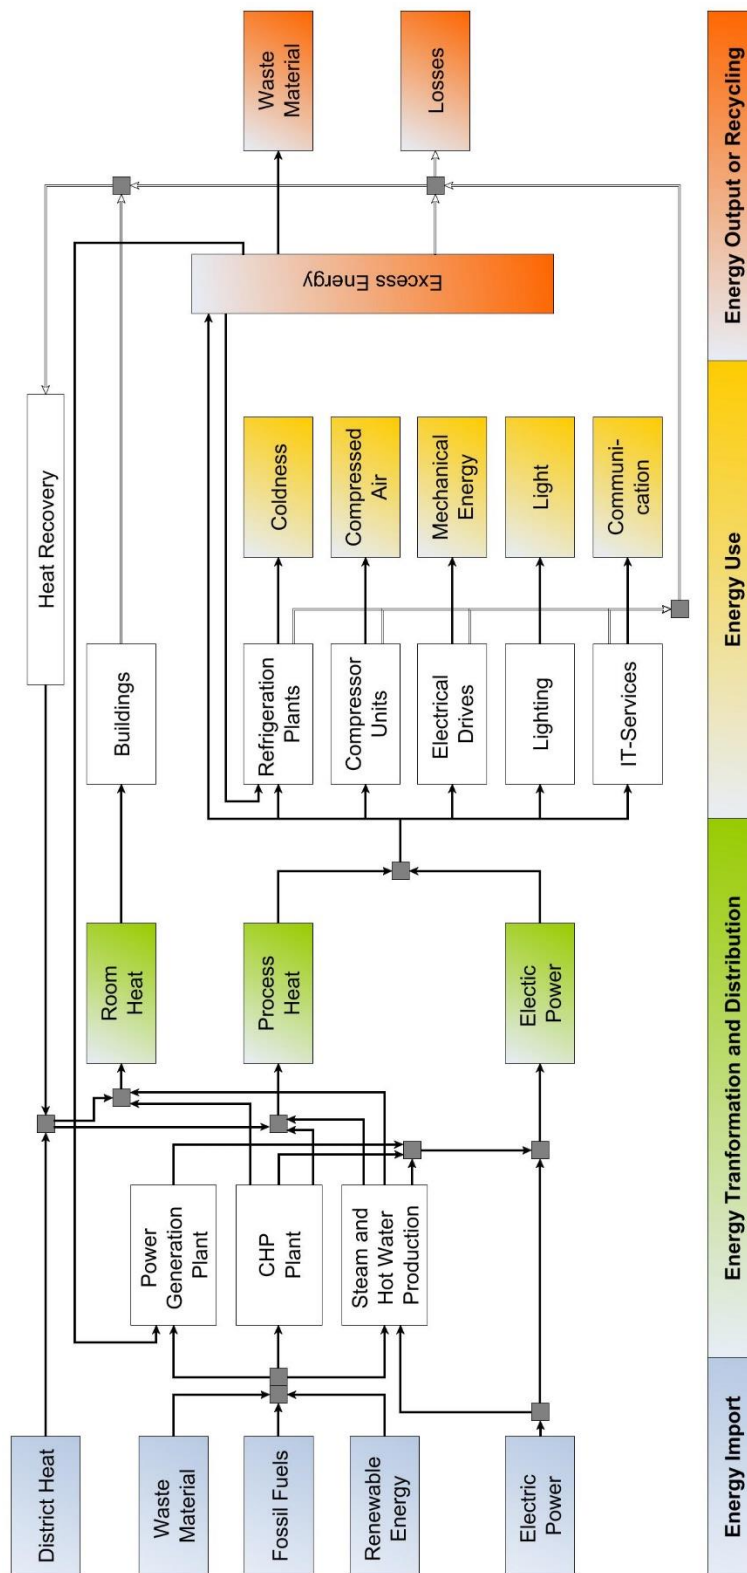 District Heat
Waste
Material
Fossil Fuels
Renewable
Energy
Electric
Power
Power
Generation
Plant
CHP
Plant
Steam and
Hot Water
Production
Room
Heat
Process
Heat
Electic
Power
Heat Recovery
Buildings
Refrigeration
Plants
Compressor
Units
Electrical
Drives
Lighting
IT-Services
Coldness
Compressed
Air
Mechanical
Energy
Light
Communi-
cation
Excess Energy
Waste
Material
Losses
Energy Import
Energy Tranformation and Distribution
Energy Use
Energy Output or Recycling